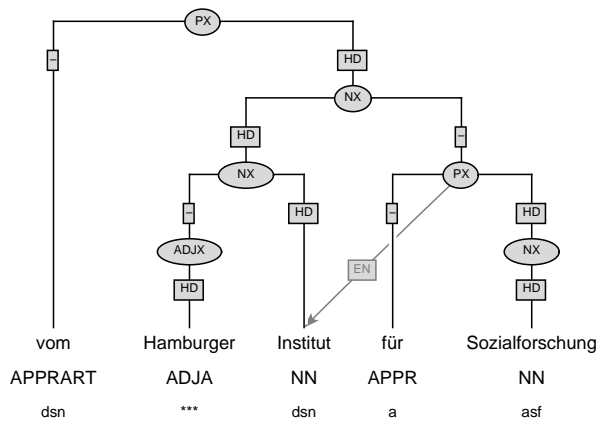 PX
– HD
NX
HD –
NX PX
– HD – HD
ADJX NX
EN
HD HD
vom Hamburger Institut für Sozialforschung
APPRART ADJA NN APPR NN
dsn *** dsn a asf